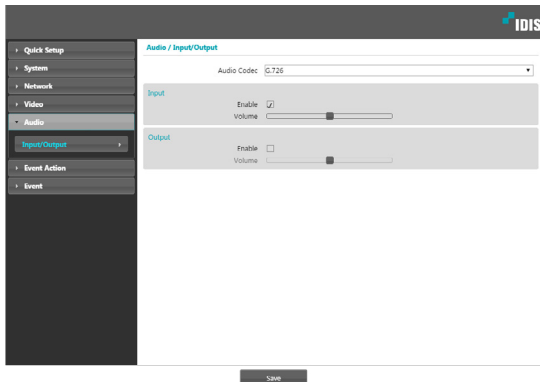 IDIS
Quick Setup
System
Network
Video
Audio
Input/Output
Event Action
Event
Audio / Input/Output
Audio Codec G.726
Input
Enable
Volume
Output
Enable
Volume
Save